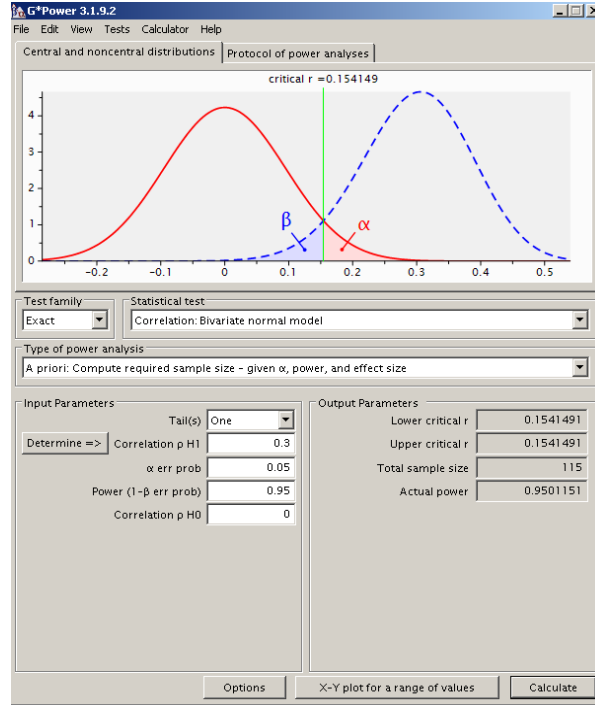 G*Power 3.1.9.2
File Edit View Tests Calculator Help
Central and noncentral distributions Protocol of power analyses
critical r =0.154149
4
3
2
1
0
β α
-0.2 -0.1 0 0.1 0.2 0.3 0.4 0.5
Test family Statistical test
Exact Correlation: Bivariate normal model
Type of power analysis
A priori: Compute required sample size – given α, power, and effect size
Input Parameters
Tail(s) One
Determine => Correlation ρ H1 0.3
α err prob 0.05
Power (1-β err prob) 0.95
Correlation ρ H0 0
Output Parameters
Lower critical r 0.1541491
Upper critical r 0.1541491
Total sample size 115
Actual power 0.9501151
Options X-Y plot for a range of values Calculate